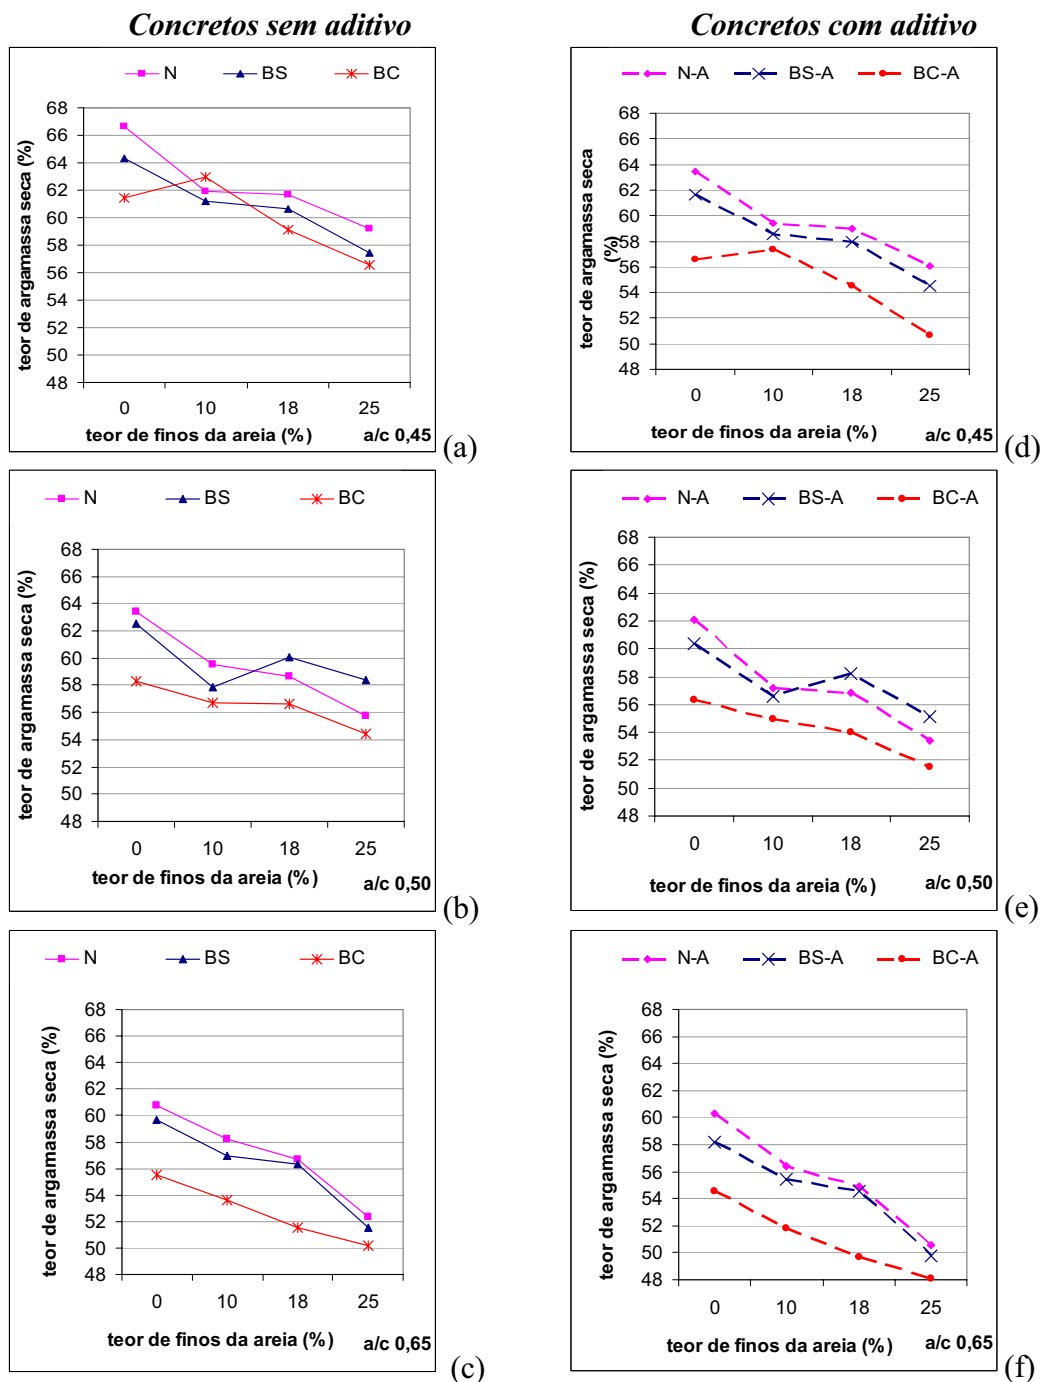 Concretos sem aditivo
Concretos com aditivo
N BS BC
teor de argamassa seca (%)
68
66
64
62
60
58
56
54
52
50
48
0 10 18 25
teor de finos da areia (%) a/c 0,45
(a)
N-A BS-A BC-A
teor de argamassa seca
(%)
68
66
64
62
60
58
56
54
52
50
48
0 10 18 25
teor de finos da areia (%) a/c 0,45
(d)
N BS BC
teor de argamassa seca (%)
68
66
64
62
60
58
56
54
52
50
48
0 10 18 25
teor de finos da areia (%) a/c 0,50
(b)
N-A BS-A BC-A
teor de argamassa seca (%)
68
66
64
62
60
58
56
54
52
50
48
0 10 18 25
teor de finos da areia (%) a/c 0,50
(e)
N BS BC
teor de argamassa seca (%)
68
66
64
62
60
58
56
54
52
50
48
0 10 18 25
teor de finos da areia (%) a/c 0,65
(c)
N-A BS-A BC-A
teor de argamassa seca (%)
68
66
64
62
60
58
56
54
52
50
48
0 10 18 25
teor de finos da areia (%) a/c 0,65
(f)